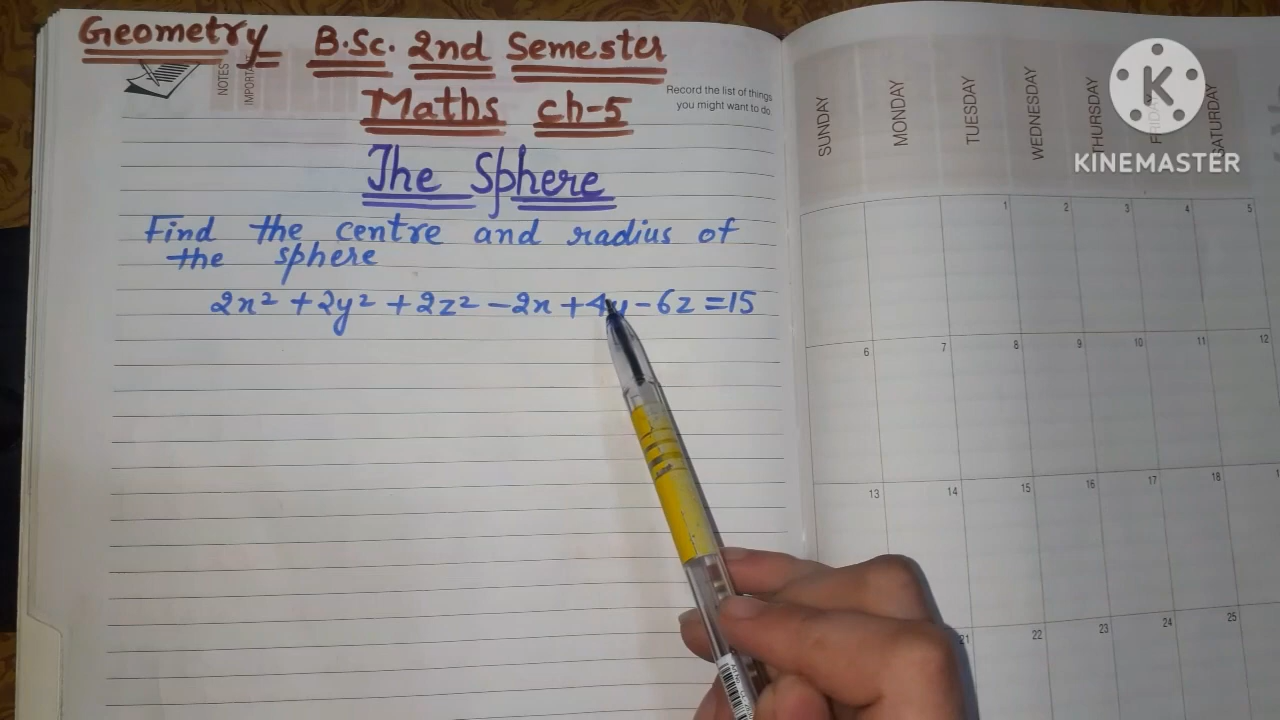 Geometry B.Sc. 2nd Semester
NOTES
IMPORTA
Record the list of things
you might want to do
Maths ch-5
The Sphere
Find the centre and radius of
the sphere
2x² + 2y² + 2z² - 2x + 4y - 6z = 15
SUNDAY MONDAY TUESDAY WEDNESDAY THURSDAY FRIDAY SATURDAY
K
KINEMASTER
1 2 3 4 5
6 7 8 9 10 11 12
13 14 15 16 17 18
21 22 23 24 25